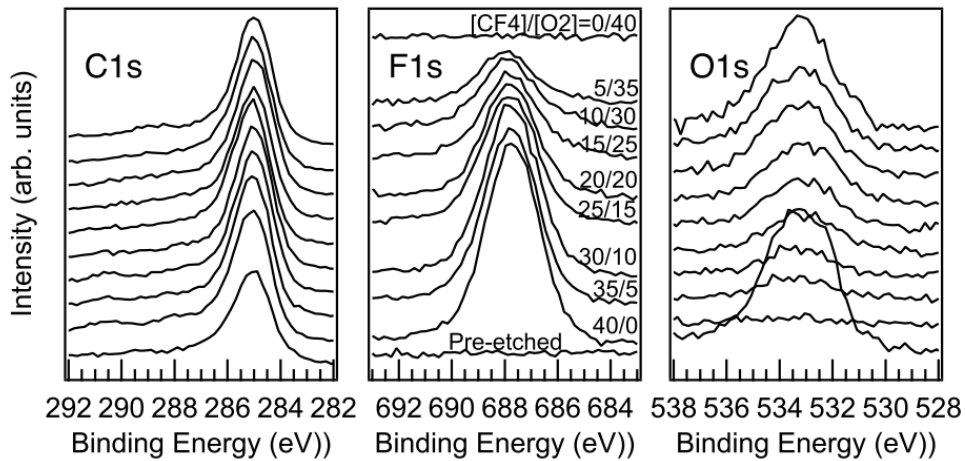 Intensity (arb. units)
C1s
292 290 288 286 284 282
Binding Energy (eV))
F1s
[CF4]/[O2]=0/40
5/35
10/30
15/25
20/20
25/15
30/10
35/5
40/0
Pre-etched
692 690 688 686 684
Binding Energy (eV))
O1s
538 536 534 532 530 528
Binding Energy (eV))